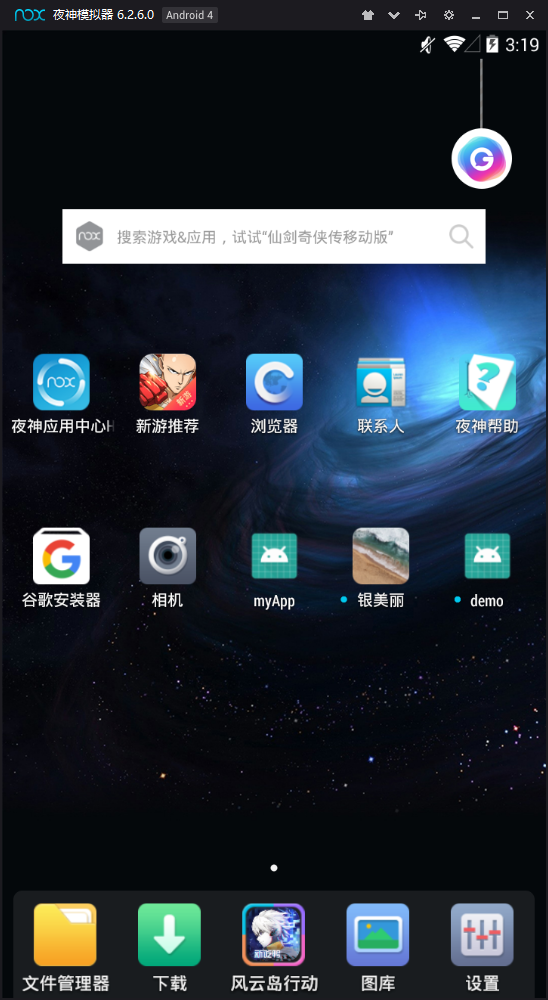 nox 夜神模拟器 6.2.6.0 Android 4
3:19
G
nox 搜索游戏&应用，试试“仙剑奇侠传移动版”
nox
新游
夜神应用中心H
新游推荐
浏览器
联系人
夜神帮助
谷歌安装器
相机
myApp
银美丽
demo
文件管理器
下载
风云岛行动
图库
设置